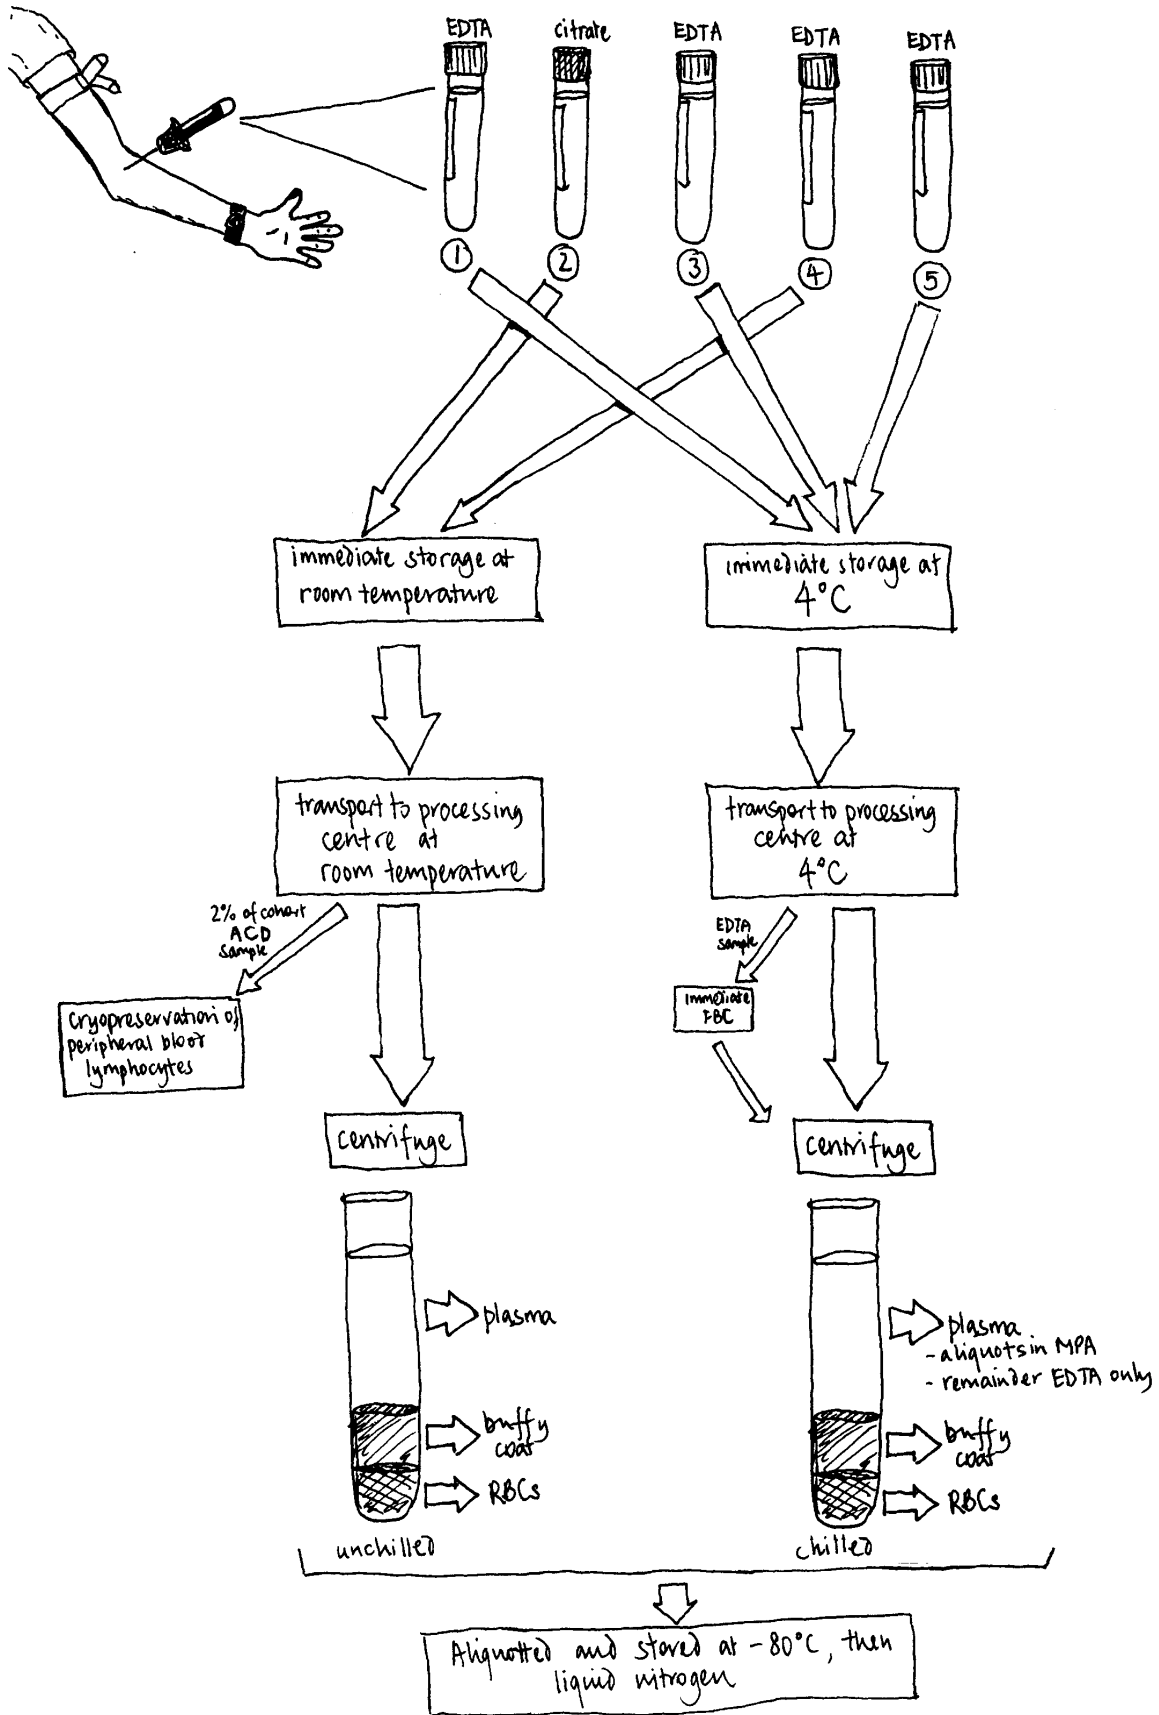 EDTA
citrate
EDTA
EDTA
EDTA
1
2
3
4
5
immediate storage at
room temperature
immediate storage at
4°C
transport to processing
centre at
room temperature
transport to processing
centre at
4°C
2% of cohort
ACD
sample
EDTA
sample
cryopreservation of
peripheral blood
lymphocytes
immediate
FBC
centrifuge
centrifuge
plasma
buffy
coat
RBCs
unchilled
plasma
- aliquots in MPA
- remainder EDTA only
buffy
coat
RBCs
chilled
Aliquotted and stored at -80°C, then
liquid nitrogen